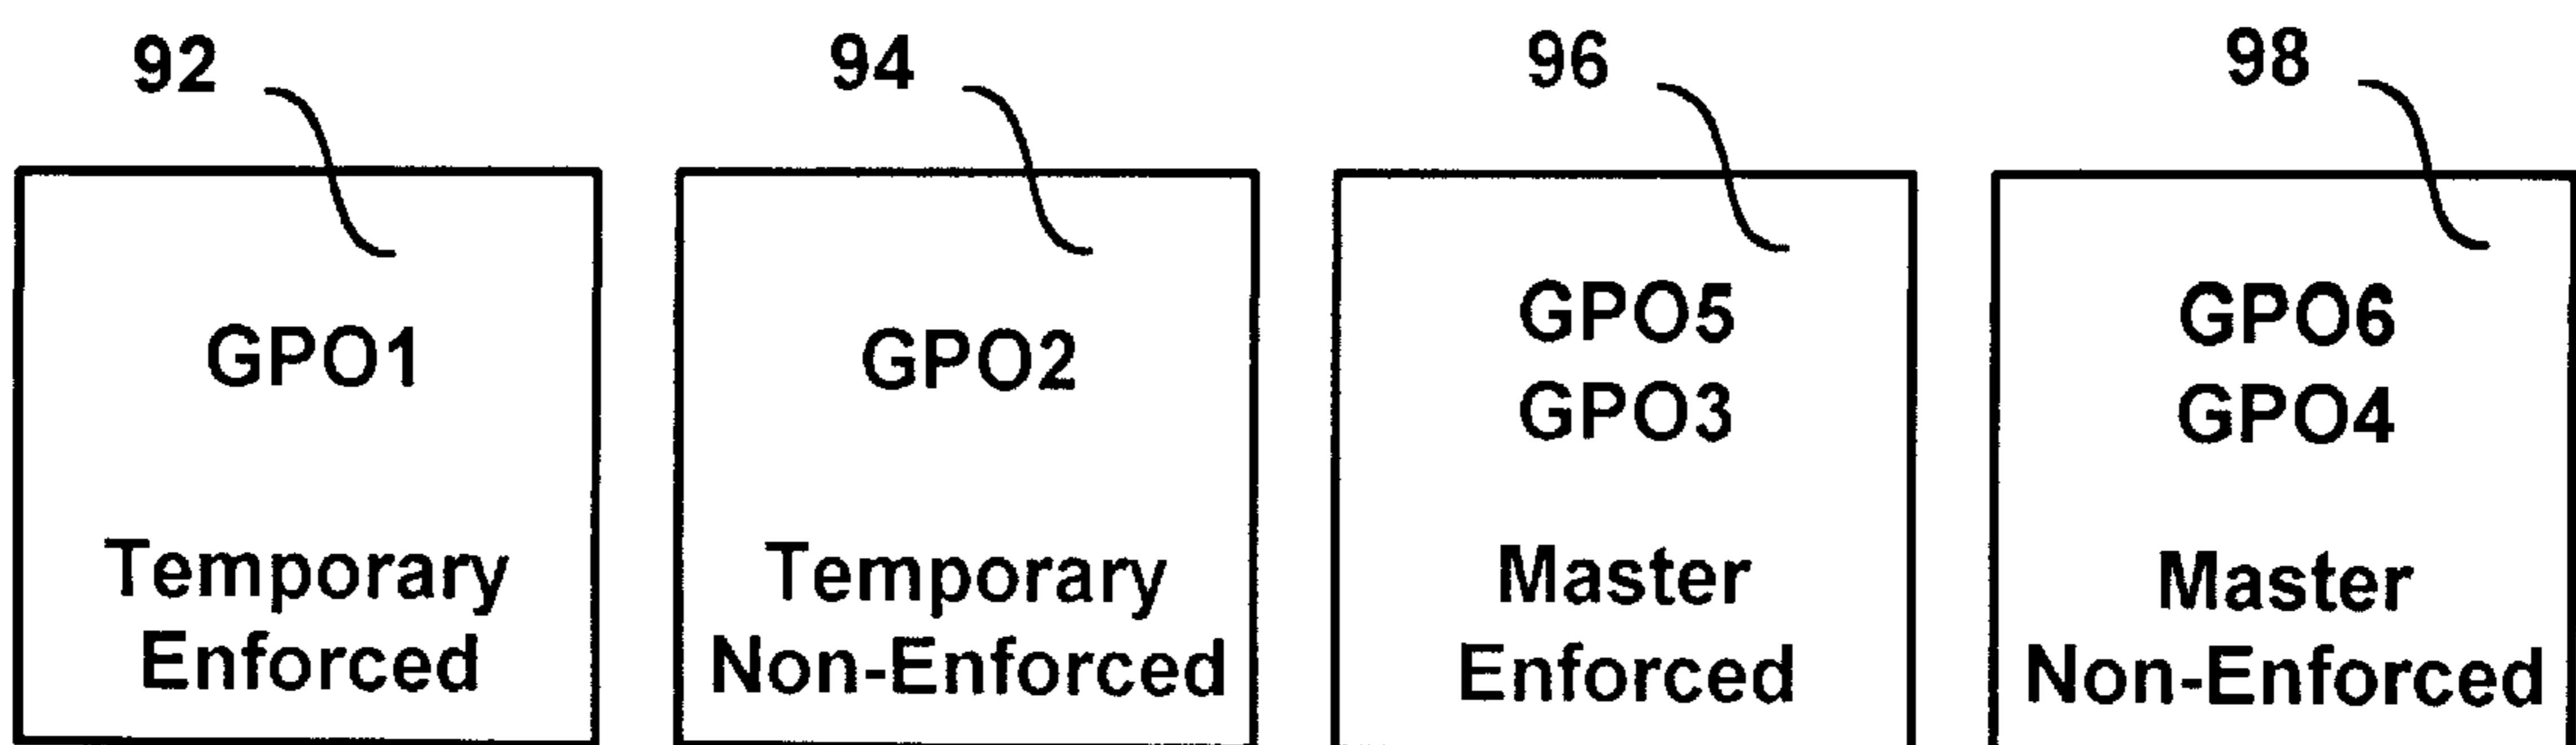 92
94
96
98
GPO1
Temporary
Enforced
GPO2
Temporary
Non-Enforced
GPO5
GPO3
Master
Enforced
GPO6
GPO4
Master
Non-Enforced